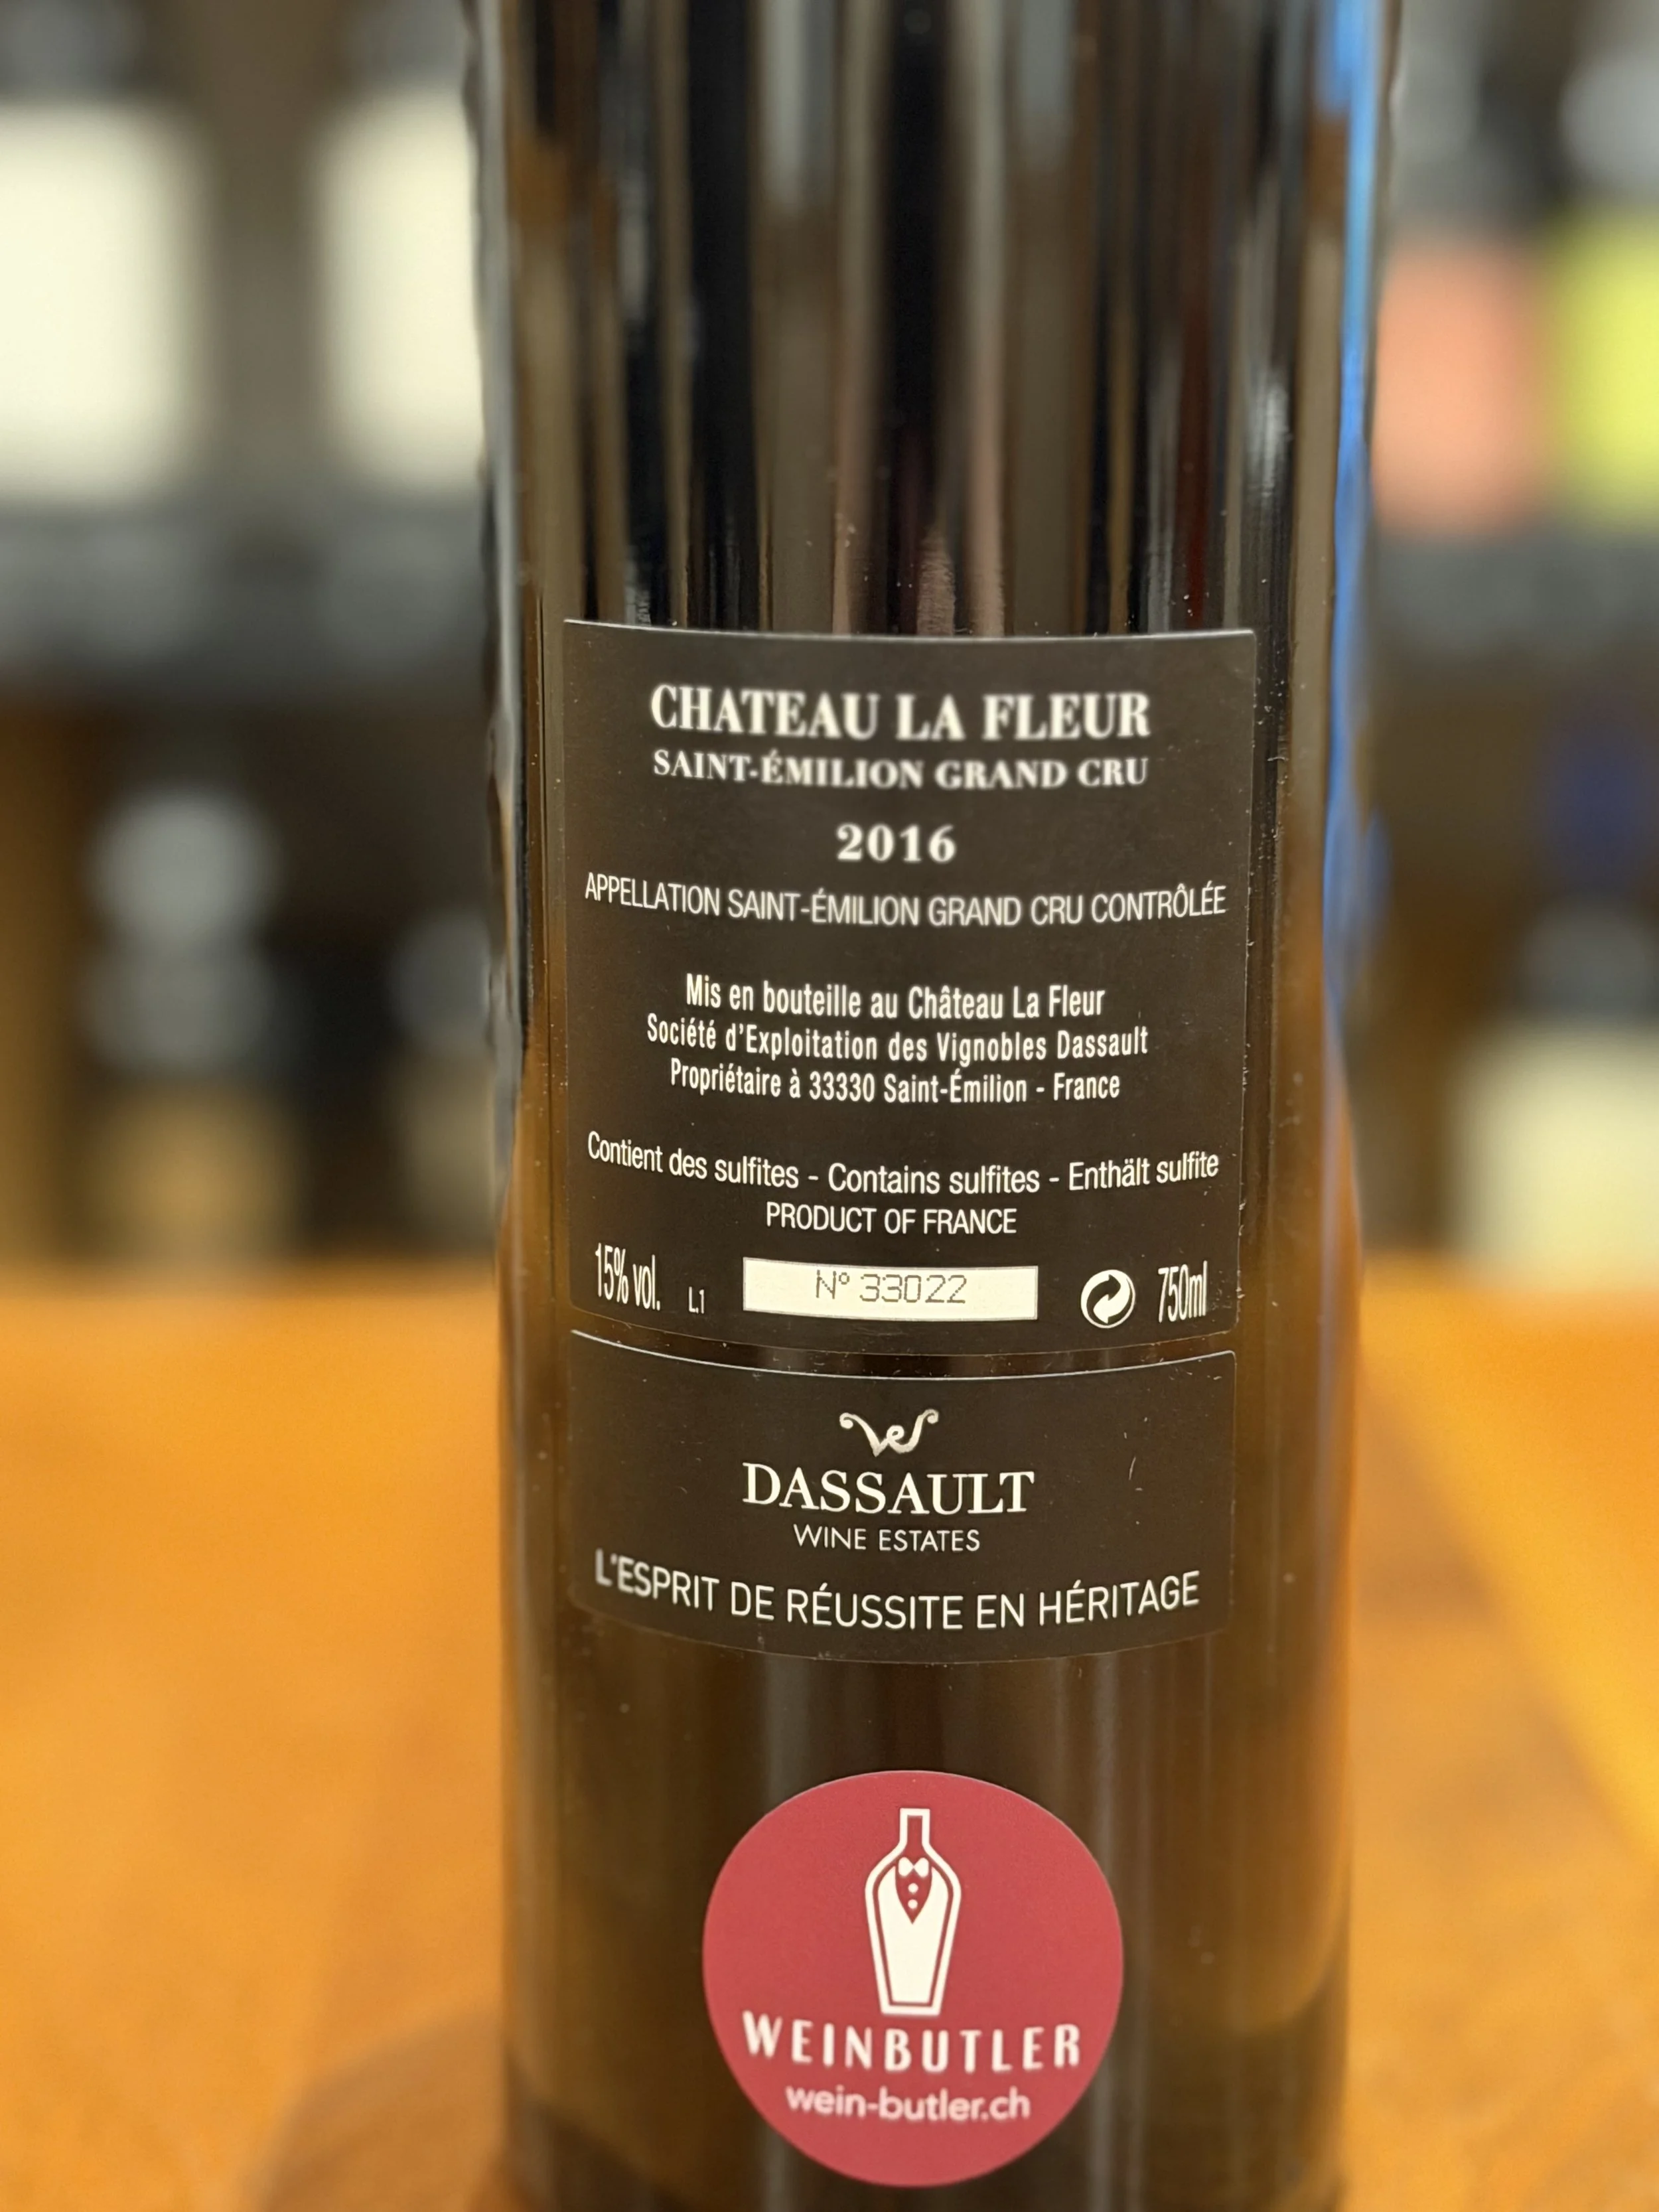 CHATEAU LA FLEUR
SAINT-ÉMILION GRAND CRU
2016
APPELLATION SAINT-ÉMILION GRAND CRU CONTRÔLÉE
Mis en bouteille au Château La Fleur
Société d'Exploitation des Vignobles Dassault
Propriétaire à 33330 Saint-Émilion - France
Contient des sulfites - Contains sulfites - Enthält sulfite
PRODUCT OF FRANCE
15% vol. L.1 N° 33022 750ml
DASSAULT
WINE ESTATES
L'ESPRIT DE RÉUSSITE EN HÉRITAGE
WEINBUTLER
wein-butler.ch